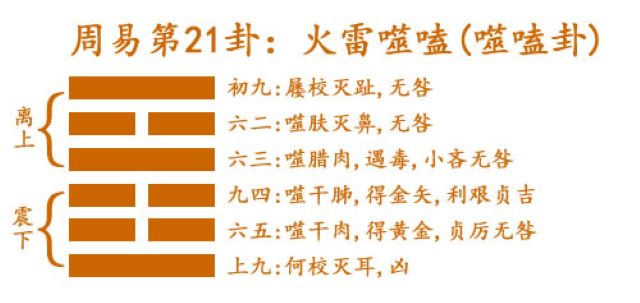 周易第21卦：火雷噬嗑(噬嗑卦)
离上
初九:屦校灭趾,无咎
六二:噬肤灭鼻,无咎
六三:噬腊肉,遇毒,小吝无咎
震下
九四:噬干胏,得金矢,利艰贞吉
六五:噬干肉,得黄金,贞厉无咎
上九:何校灭耳,凶